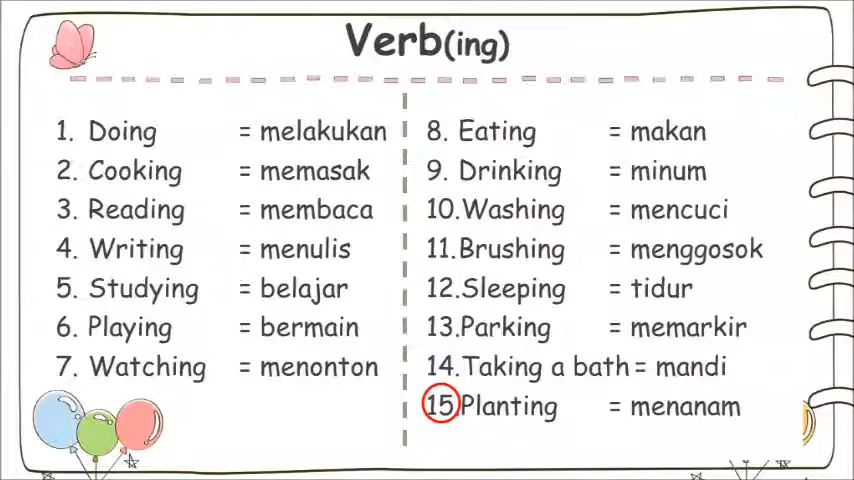 Verb(ing)
1. Doing = melakukan
2. Cooking = memasak
3. Reading = membaca
4. Writing = menulis
5. Studying = belajar
6. Playing = bermain
7. Watching = menonton
8. Eating = makan
9. Drinking = minum
10.Washing = mencuci
11.Brushing = menggosok
12.Sleeping = tidur
13.Parking = memarkir
14.Taking a bath = mandi
15.Planting = menanam